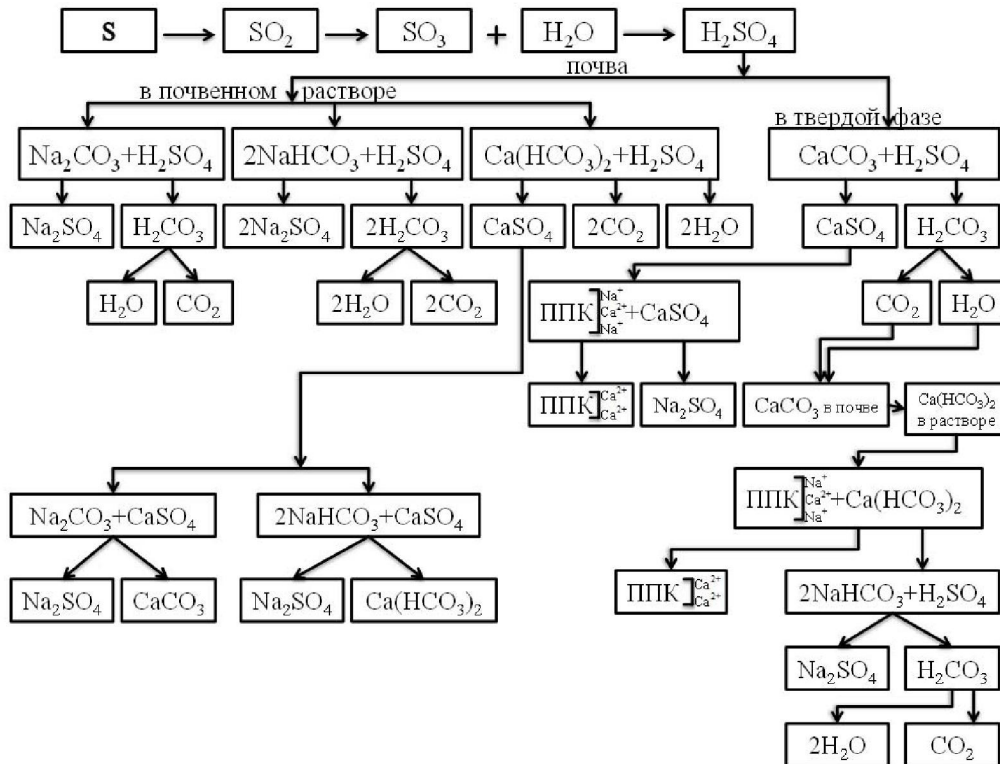 S SO₂ SO₃ + H₂O H₂SO₄
почва
в почвенном растворе
в твердой фазе
Na₂CO₃+H₂SO₄ 2NaHCO₃+H₂SO₄ Ca(HCO₃)₂+H₂SO₄ CaCO₃+H₂SO₄
Na₂SO₄ H₂CO₃ 2Na₂SO₄ 2H₂CO₃ CaSO₄ 2CO₂ 2H₂O CaSO₄ H₂CO₃
H₂O CO₂ 2H₂O 2CO₂ ППК]Na⁺ Ca²⁺ Na⁺+CaSO₄ CO₂ H₂O
ППК]Ca²⁺ Ca²⁺ Na₂SO₄ CaCO₃ в почве Ca(HCO₃)₂
в растворе
Na₂CO₃+CaSO₄ 2NaHCO₃+CaSO₄ ППК]Na⁺ Ca²⁺ Na⁺+Ca(HCO₃)₂
Na₂SO₄ CaCO₃ Na₂SO₄ Ca(HCO₃)₂ ППК]Ca²⁺ Ca²⁺ 2NaHCO₃+H₂SO₄
Na₂SO₄ H₂CO₃
2H₂O CO₂